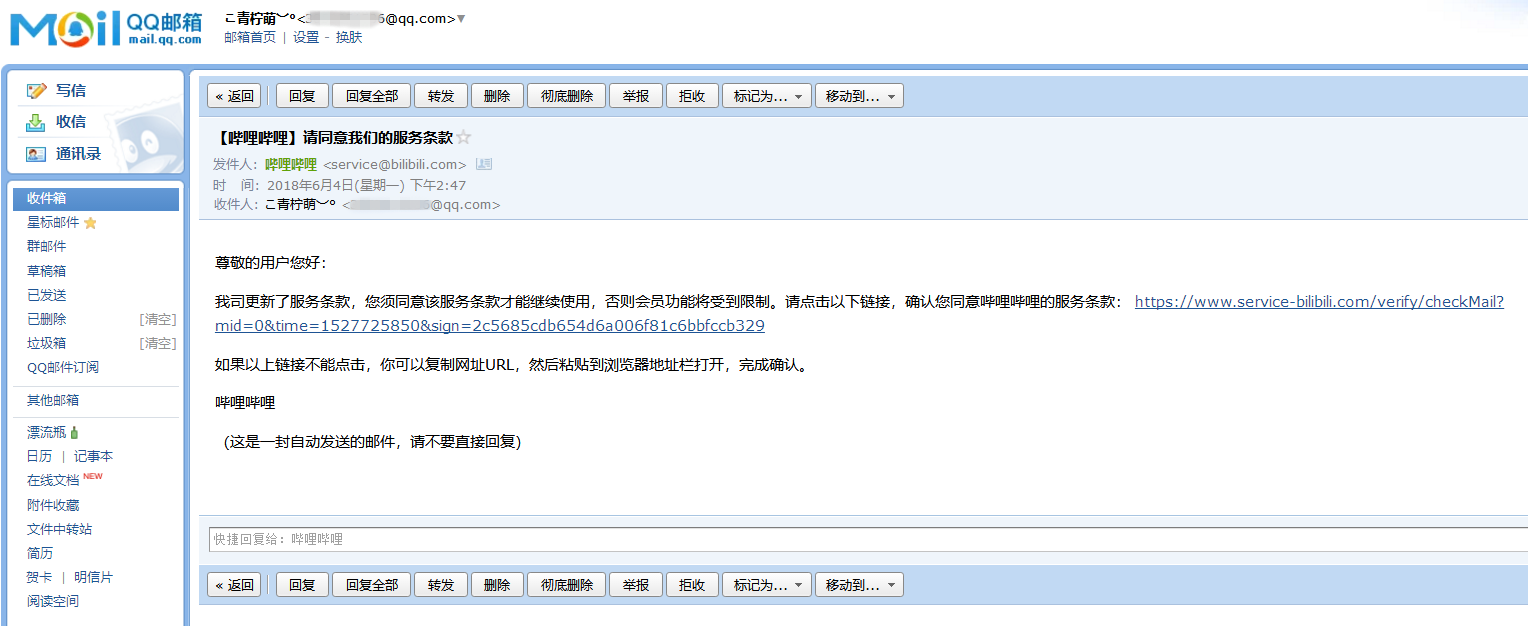 Mail QQ邮箱 mail.qq.com
こ青柠萌︶º<3 6@qq.com>▼
邮箱首页 | 设置 - 换肤
写信
收信
通讯录
收件箱
星标邮件
群邮件
草稿箱
已发送
已删除 [清空]
垃圾箱 [清空]
QQ邮件订阅
其他邮箱
漂流瓶
日历 | 记事本
在线文档 NEW
附件收藏
文件中转站
简历
贺卡 | 明信片
阅读空间
« 返回 回复 回复全部 转发 删除 彻底删除 举报 拒收 标记为... 移动到...
【哔哩哔哩】请同意我们的服务条款☆
发件人：哔哩哔哩 <service@bilibili.com>
时 间：2018年6月4日(星期一) 下午2:47
收件人：こ青柠萌︶º < @qq.com>
尊敬的用户您好：
我司更新了服务条款，您须同意该服务条款才能继续使用，否则会员功能将受到限制。请点击以下链接，确认您同意哔哩哔哩的服务条款： https://www.service-bilibili.com/verify/checkMail?
mid=0&time=1527725850&sign=2c5685cdb654d6a006f81c6bbfccb329
如果以上链接不能点击，你可以复制网址URL，然后粘贴到浏览器地址栏打开，完成确认。
哔哩哔哩
(这是一封自动发送的邮件，请不要直接回复)
快捷回复给：哔哩哔哩
« 返回 回复 回复全部 转发 删除 彻底删除 举报 拒收 标记为... 移动到...